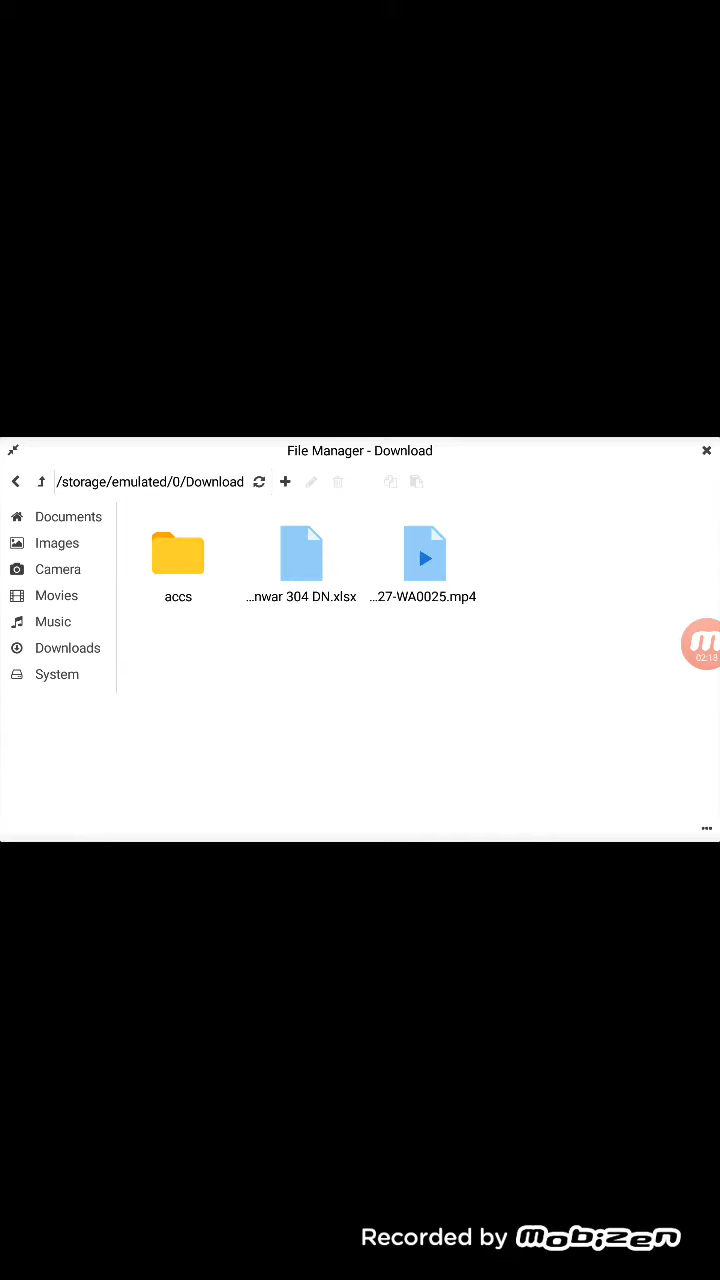 File Manager - Download
/storage/emulated/0/Download
Documents
Images
Camera
Movies
Music
Downloads
System
accs
...nwar 304 DN.xlsx
...27-WA0025.mp4
02:18
Recorded by mobizen